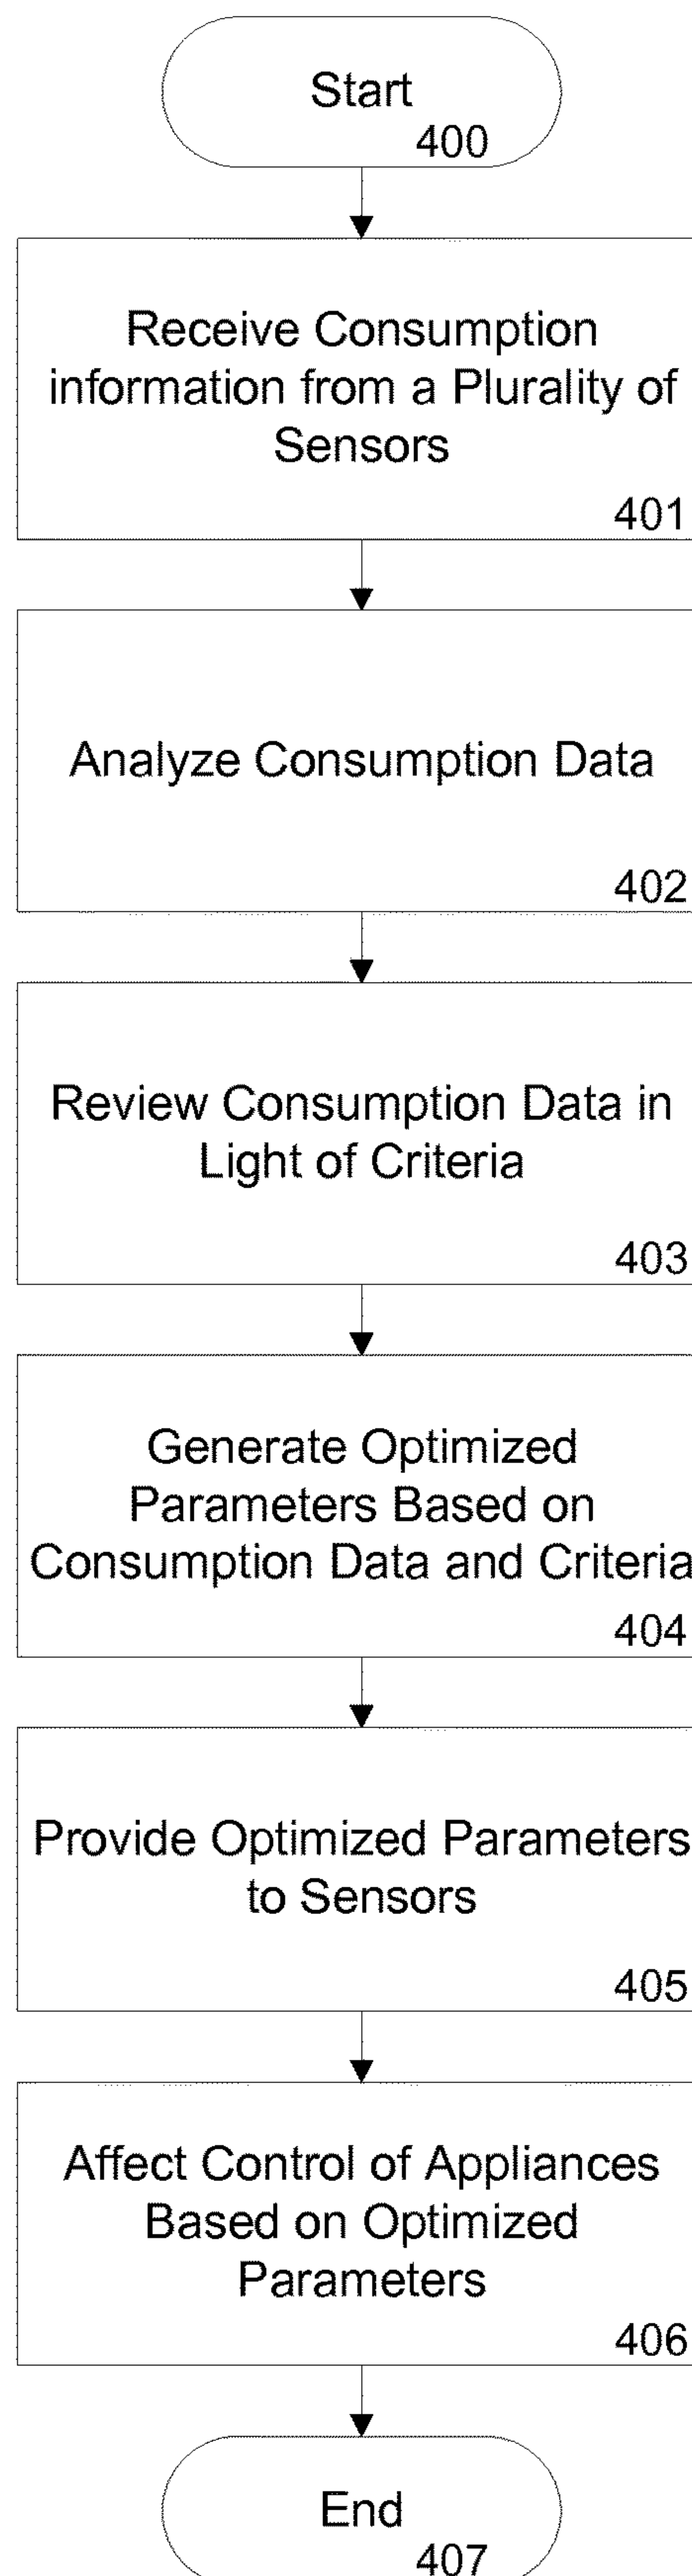 Start
400
Receive Consumption
information from a Plurality of
Sensors
401
Analyze Consumption Data
402
Review Consumption Data in
Light of Criteria
403
Generate Optimized
Parameters Based on
Consumption Data and Criteria
404
Provide Optimized Parameters
to Sensors
405
Affect Control of Appliances
Based on Optimized
Parameters
406
End
407